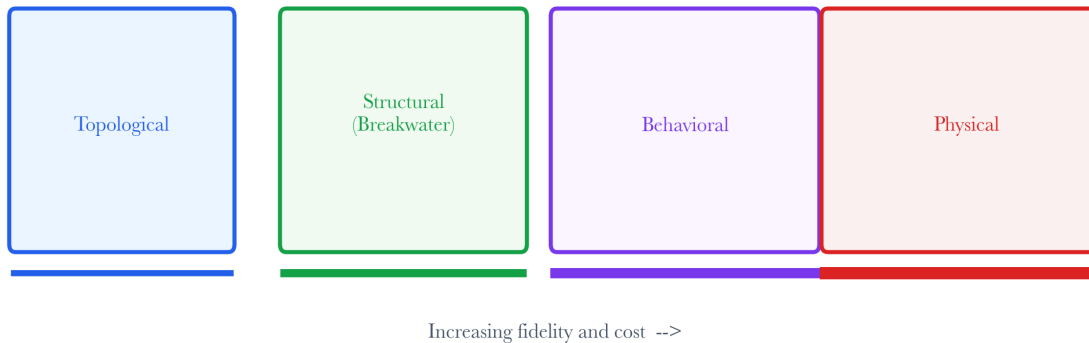 Topological
Structural
(Breakwater)
Behavioral
Physical
Increasing fidelity and cost -->